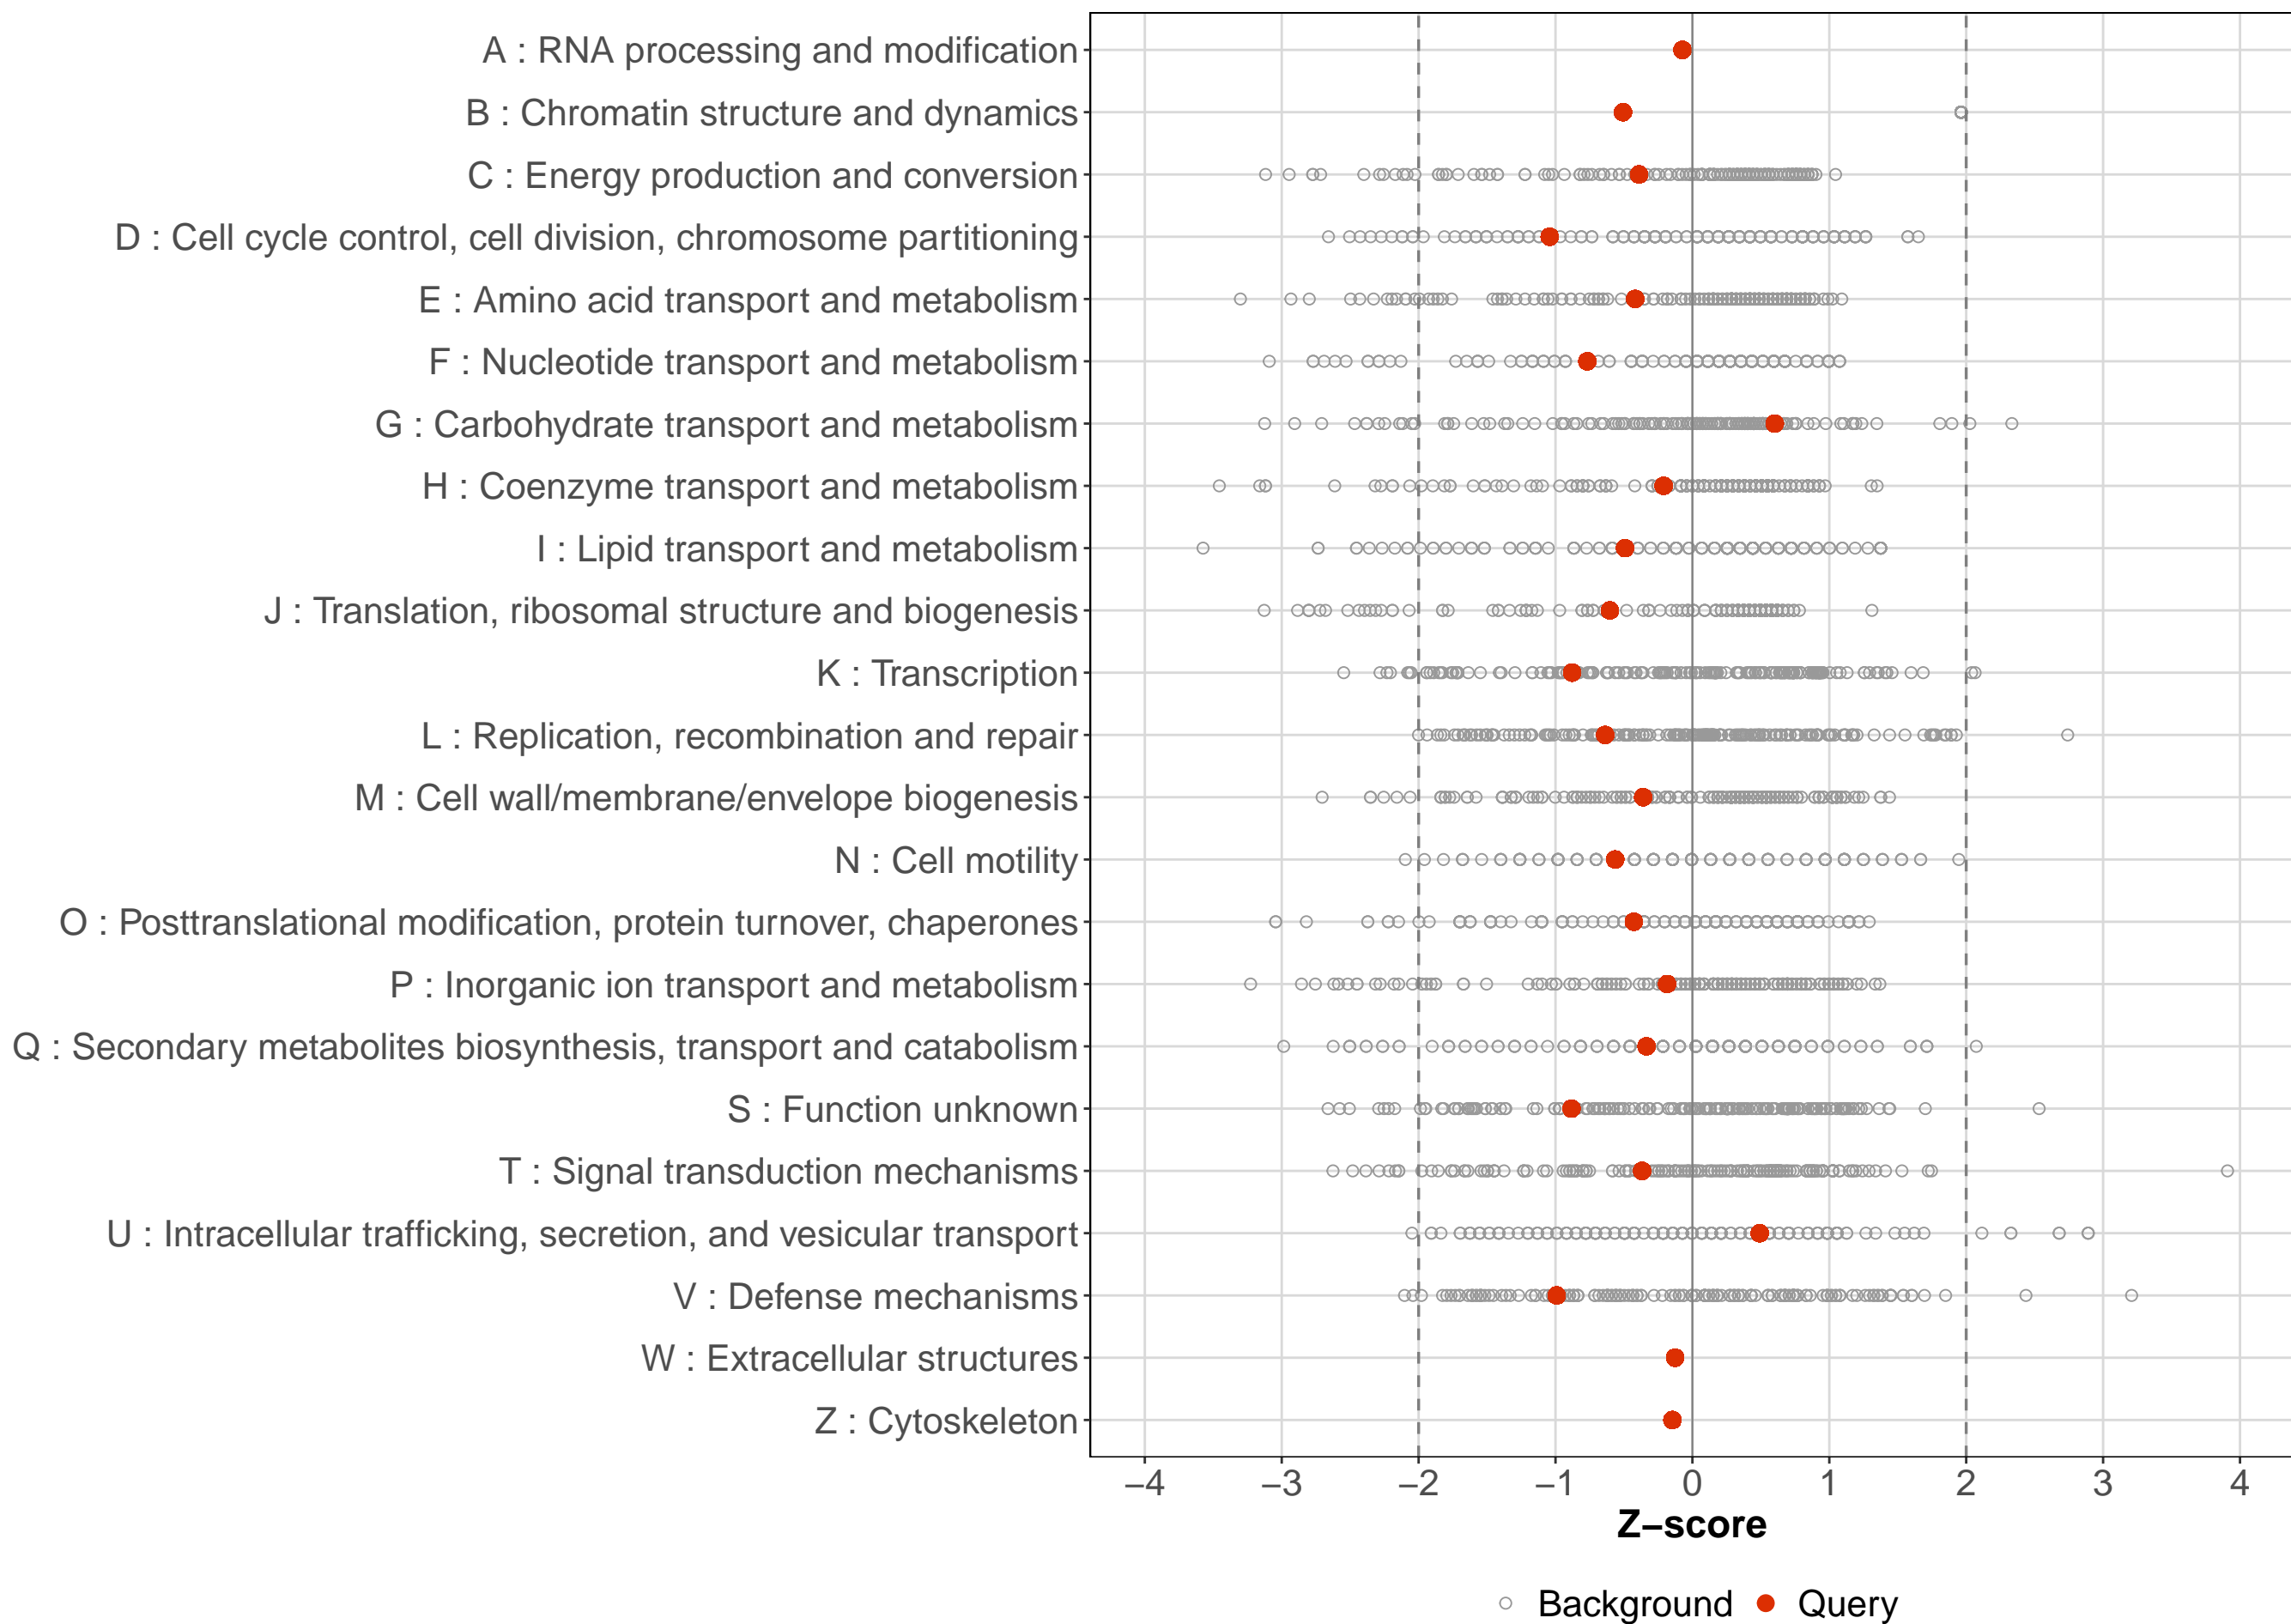 A : RNA processing and modification
B : Chromatin structure and dynamics
C : Energy production and conversion
D : Cell cycle control, cell division, chromosome partitioning
E : Amino acid transport and metabolism
F : Nucleotide transport and metabolism
G : Carbohydrate transport and metabolism
H : Coenzyme transport and metabolism
I : Lipid transport and metabolism
J : Translation, ribosomal structure and biogenesis
K : Transcription
L : Replication, recombination and repair
M : Cell wall/membrane/envelope biogenesis
N : Cell motility
O : Posttranslational modification, protein turnover, chaperones
P : Inorganic ion transport and metabolism
Q : Secondary metabolites biosynthesis, transport and catabolism
S : Function unknown
T : Signal transduction mechanisms
U : Intracellular trafficking, secretion, and vesicular transport
V : Defense mechanisms
W : Extracellular structures
Z : Cytoskeleton
−4 −3 −2 −1 0 1 2 3 4
Z−score
Background Query